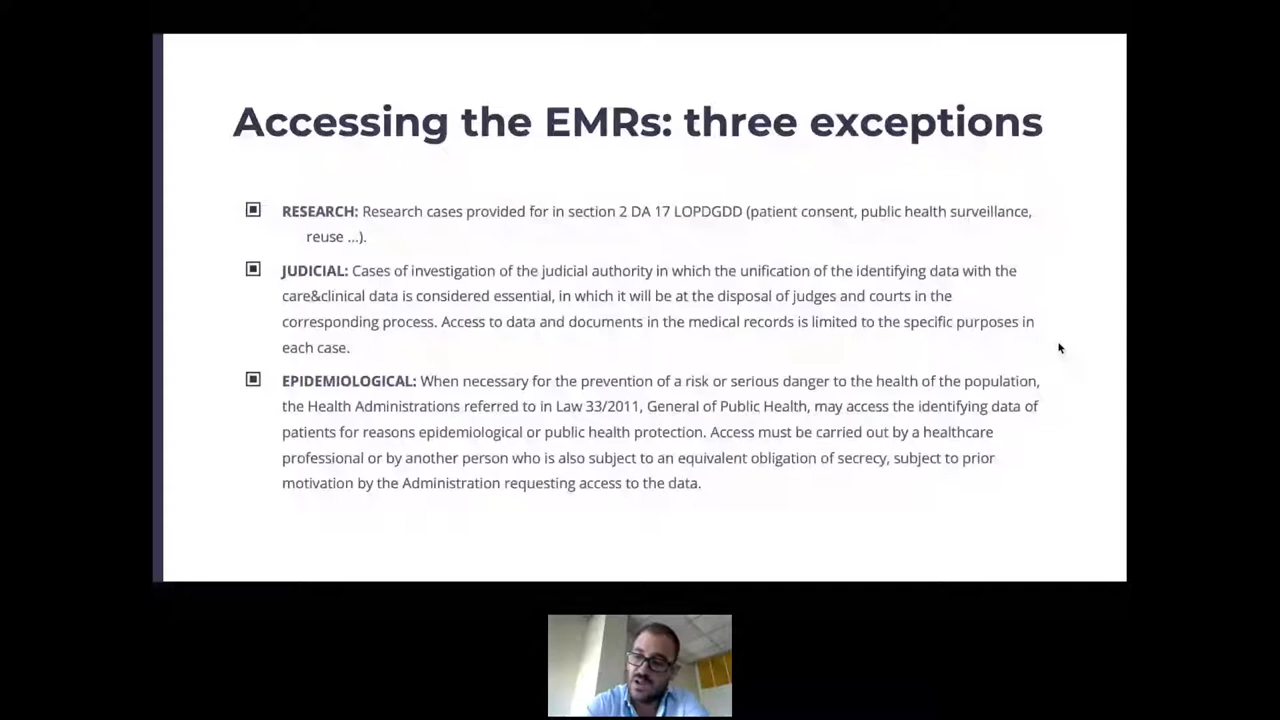 Accessing the EMRs: three exceptions
RESEARCH: Research cases provided for in section 2 DA 17 LOPDGDD (patient consent, public health surveillance,
reuse ...).
JUDICIAL: Cases of investigation of the judicial authority in which the unification of the identifying data with the
care&clinical data is considered essential, in which it will be at the disposal of judges and courts in the
corresponding process. Access to data and documents in the medical records is limited to the specific purposes in
each case.
EPIDEMIOLOGICAL: When necessary for the prevention of a risk or serious danger to the health of the population,
the Health Administrations referred to in Law 33/2011, General of Public Health, may access the identifying data of
patients for reasons epidemiological or public health protection. Access must be carried out by a healthcare
professional or by another person who is also subject to an equivalent obligation of secrecy, subject to prior
motivation by the Administration requesting access to the data.